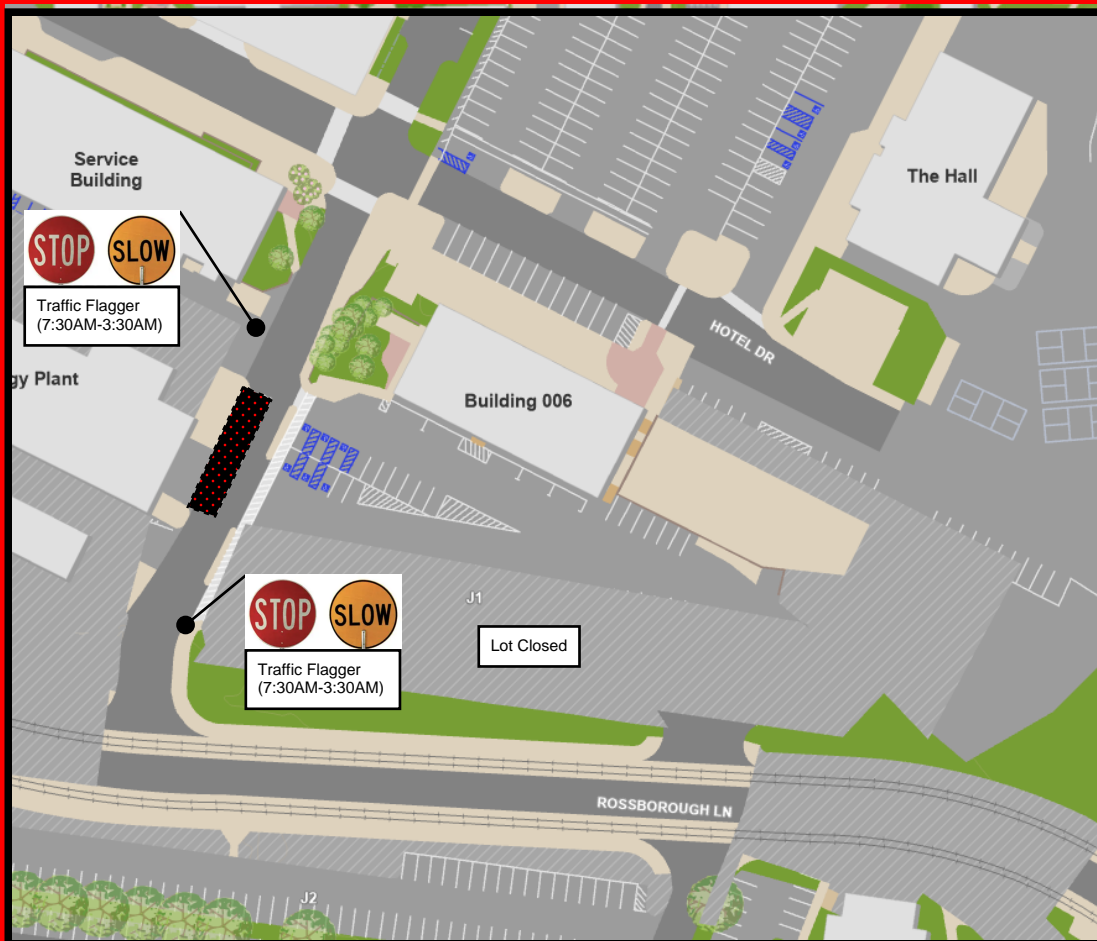 Service
Building
The Hall
STOP
SLOW
Traffic Flagger
(7:30AM-3:30AM)
HOTEL DR
gy Plant
Building 006
STOP
SLOW
J1
Lot Closed
Traffic Flagger
(7:30AM-3:30AM)
ROSSBOROUGH LN
J2